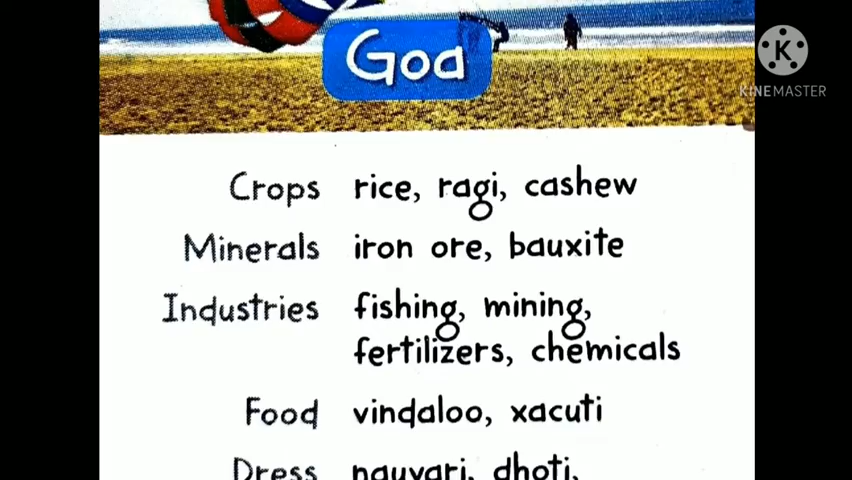 Goa
KINEMASTER
Crops rice, ragi, cashew
Minerals iron ore, bauxite
Industries fishing, mining,
fertilizers, chemicals
Food vindaloo, xacuti
Dress nauvari, dhoti,